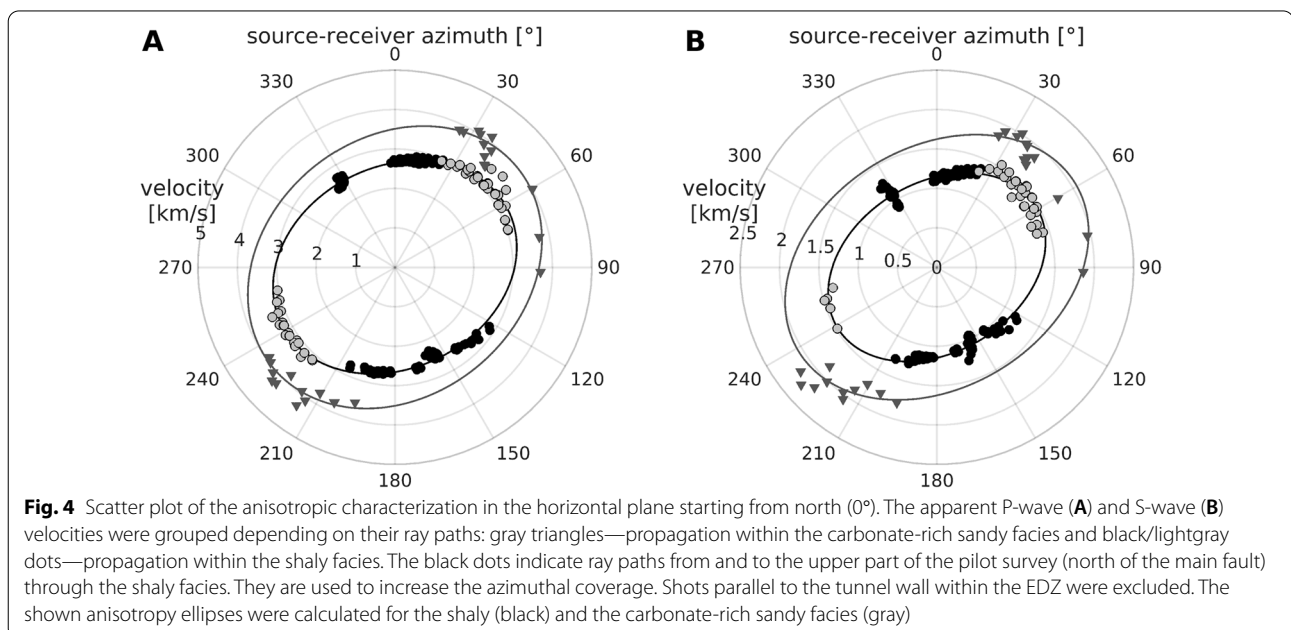 A
source-receiver azimuth [°]
0
330
30
300
60
velocity
[km/s]
5
4
3
2
1
270
90
240
120
210
150
180
B
source-receiver azimuth [°]
0
330
30
300
60
velocity
[km/s]
2.5
2
1.5
1
0.5
0
270
90
240
120
210
150
180
Fig. 4 Scatter plot of the anisotropic characterization in the horizontal plane starting from north (0°). The apparent P-wave (A) and S-wave (B)
velocities were grouped depending on their ray paths: gray triangles—propagation within the carbonate-rich sandy facies and black/lightgray
dots—propagation within the shaly facies. The black dots indicate ray paths from and to the upper part of the pilot survey (north of the main fault)
through the shaly facies. They are used to increase the azimuthal coverage. Shots parallel to the tunnel wall within the EDZ were excluded. The
shown anisotropy ellipses were calculated for the shaly (black) and the carbonate-rich sandy facies (gray)